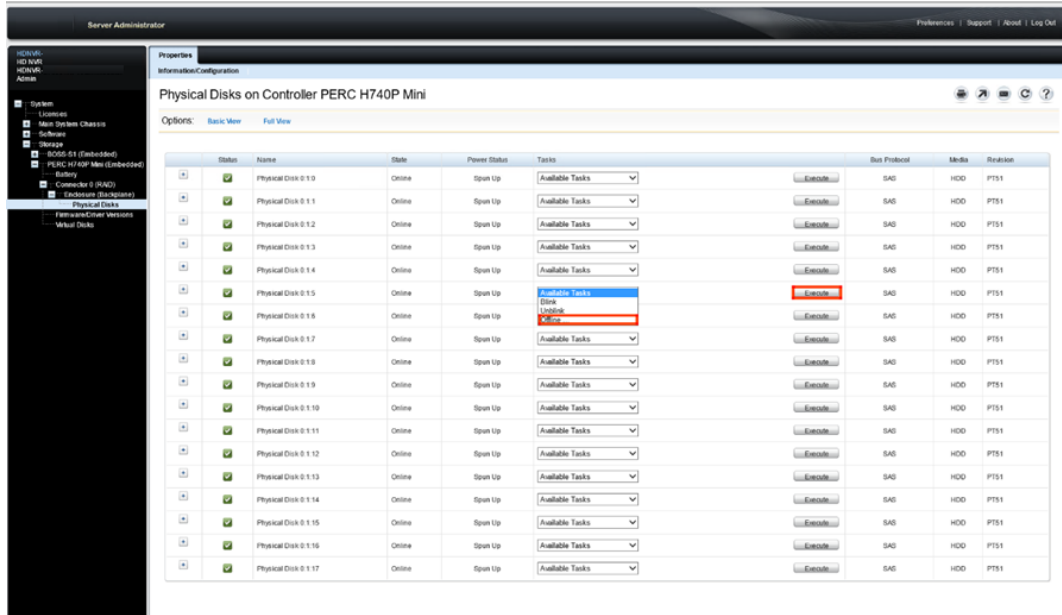 Server Administrator
Preferences | Support | About | Log Out
HDNVR-
HD NVR
HDNVR-
Admin
System
Licenses
Main System Chassis
Software
Storage
BOSS-S1 (Embedded)
PERC H740P Mini (Embedded)
Battery
Connector 0 (RAID)
Enclosure (Backplane)
Physical Disks
Firmware/Driver Versions
Virtual Disks
Properties
Information/Configuration
Physical Disks on Controller PERC H740P Mini
Options: Basic View Full View
Status Name State Power Status Tasks Bus Protocol Media Revision
Physical Disk 0:1:0 Online Spun Up Available Tasks Execute SAS HDD PT51
Physical Disk 0:1:1 Online Spun Up Available Tasks Execute SAS HDD PT51
Physical Disk 0:1:2 Online Spun Up Available Tasks Execute SAS HDD PT51
Physical Disk 0:1:3 Online Spun Up Available Tasks Execute SAS HDD PT51
Physical Disk 0:1:4 Online Spun Up Available Tasks Execute SAS HDD PT51
Physical Disk 0:1:5 Online Spun Up Available Tasks Execute SAS HDD PT51
Blink
Unblink
Offline...
Physical Disk 0:1:6 Online Spun Up Execute SAS HDD PT51
Physical Disk 0:1:7 Online Spun Up Available Tasks Execute SAS HDD PT51
Physical Disk 0:1:8 Online Spun Up Available Tasks Execute SAS HDD PT51
Physical Disk 0:1:9 Online Spun Up Available Tasks Execute SAS HDD PT51
Physical Disk 0:1:10 Online Spun Up Available Tasks Execute SAS HDD PT51
Physical Disk 0:1:11 Online Spun Up Available Tasks Execute SAS HDD PT51
Physical Disk 0:1:12 Online Spun Up Available Tasks Execute SAS HDD PT51
Physical Disk 0:1:13 Online Spun Up Available Tasks Execute SAS HDD PT51
Physical Disk 0:1:14 Online Spun Up Available Tasks Execute SAS HDD PT51
Physical Disk 0:1:15 Online Spun Up Available Tasks Execute SAS HDD PT51
Physical Disk 0:1:16 Online Spun Up Available Tasks Execute SAS HDD PT51
Physical Disk 0:1:17 Online Spun Up Available Tasks Execute SAS HDD PT51